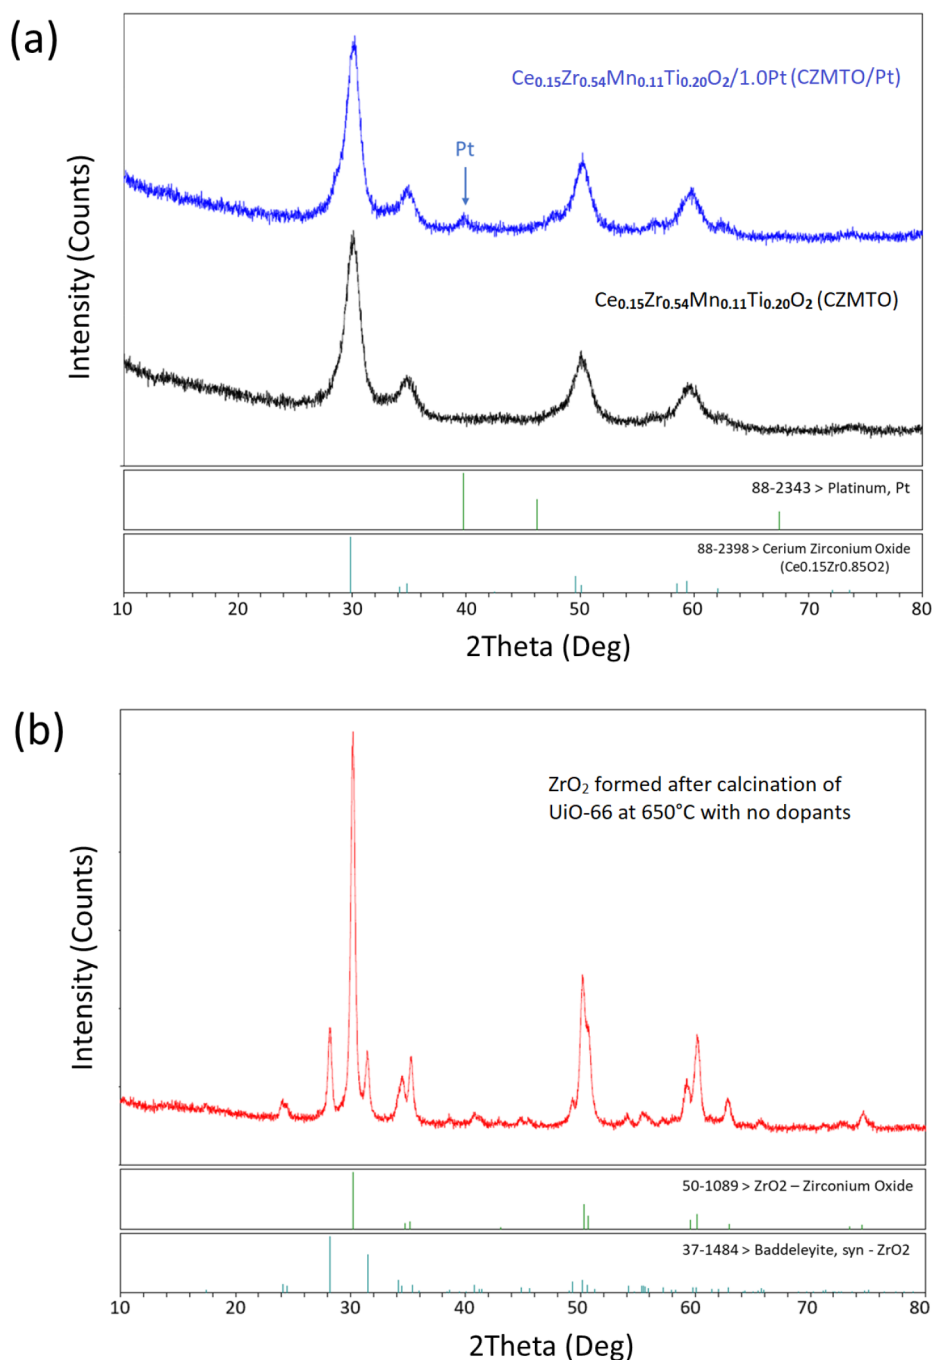 (a)
Ce₀.₁₅Zr₀.₅₄Mn₀.₁₁Ti₀.₂₀O₂/1.0Pt (CZMTO/Pt)
Pt
Ce₀.₁₅Zr₀.₅₄Mn₀.₁₁Ti₀.₂₀O₂ (CZMTO)
Intensity (Counts)
88-2343 > Platinum, Pt
88-2398 > Cerium Zirconium Oxide
(Ce0.15Zr0.85O2)
10 20 30 40 50 60 70 80
2Theta (Deg)
(b)
ZrO₂ formed after calcination of
UiO-66 at 650°C with no dopants
Intensity (Counts)
50-1089 > ZrO2 – Zirconium Oxide
37-1484 > Baddeleyite, syn - ZrO2
10 20 30 40 50 60 70 80
2Theta (Deg)